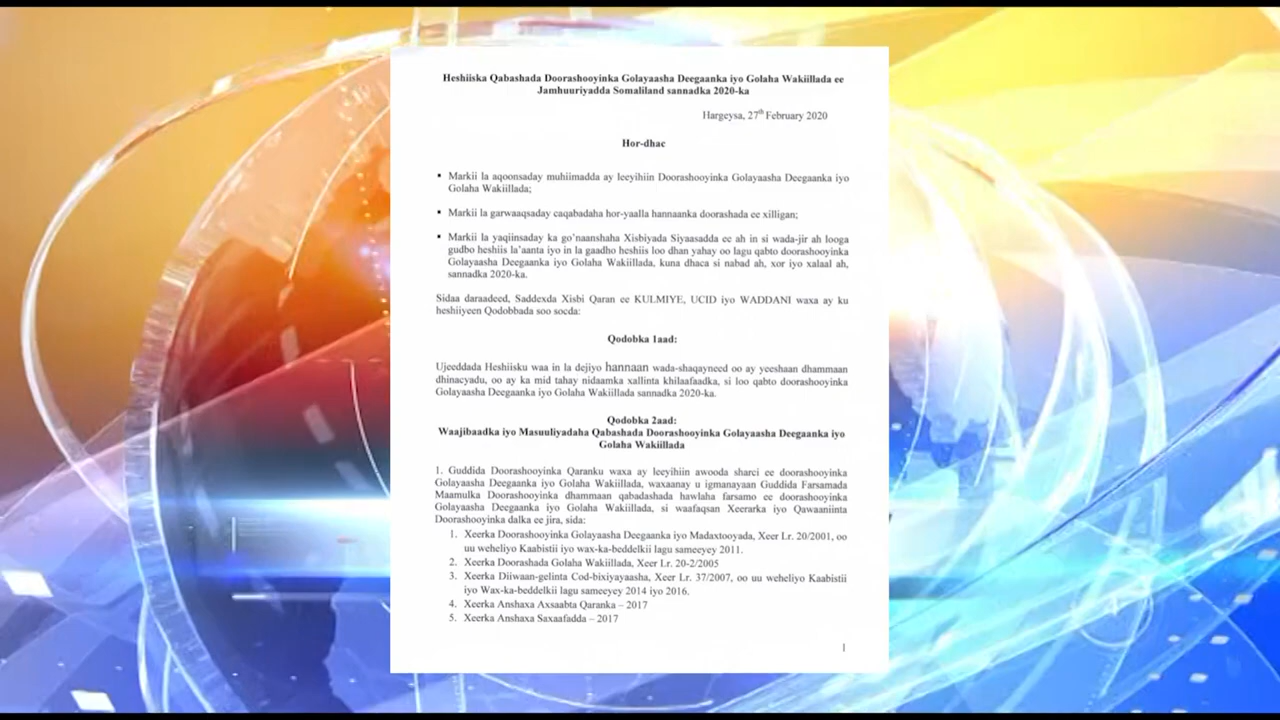 Heshiiska Qabashada Doorashooyinka Golayaasha Deegaanka iyo Golaha Wakiillada ee
Jamhuuriyadda Somaliland sannadka 2020-ka
Hargeysa, 27th February 2020
Hor-dhac
▪ Markii la aqoonsaday muhiimadda ay leeyihiin Doorashooyinka Golayaasha Deegaanka iyo
Golaha Wakiillada;
▪ Markii la garwaaqsaday caqabadaha hor-yaalla hannaanka doorashada ee xilligan;
▪ Markii la yaqiinsaday ka go'naanshaha Xisbiyada Siyaasadda ee ah in si wada-jir ah looga
gudbo heshiis la'aanta iyo in la gaadho heshiis loo dhan yahay oo lagu qabto doorashooyinka
Golayaasha Deegaanka iyo Golaha Wakiillada, kuna dhaca si nabad ah, xor iyo xalaal ah,
sannadka 2020-ka.
Sidaa daraadeed, Saddexda Xisbi Qaran ee KULMIYE, UCID iyo WADDANI waxa ay ku
heshiiyeen Qodobbada soo socda:
Qodobka 1aad:
Ujeeddada Heshiisku waa in la dejiyo hannaan wada-shaqayneed oo ay yeeshaan dhammaan
dhinacyadu, oo ay ka mid tahay nidaamka xallinta khilaafaadka, si loo qabto doorashooyinka
Golayaasha Deegaanka iyo Golaha Wakiillada sannadka 2020-ka.
Qodobka 2aad:
Waajibaadka iyo Masuuliyadaha Qabashada Doorashooyinka Golayaasha Deegaanka iyo
Golaha Wakiillada
1. Guddida Doorashooyinka Qaranku waxa ay leeyihiin awooda sharci ee doorashooyinka
Golayaasha Deegaanka iyo Golaha Wakiillada, waxaanay u igmanayaan Guddida Farsamada
Maamulka Doorashooyinka dhammaan qabadashada hawlaha farsamo ee doorashooyinka
Golayaasha Deegaanka iyo Golaha Wakiillada, si waafaqsan Xeerarka iyo Qawaaniinta
Doorashooyinka dalka ee jira, sida:
1. Xeerka Doorashooyinka Golayaasha Deegaanka iyo Madaxtooyada, Xeer Lr. 20/2001, oo
uu weheliyo Kaabistii iyo wax-ka-beddelkii lagu sameeyey 2011.
2. Xeerka Doorashada Golaha Wakiillada, Xeer Lr. 20-2/2005
3. Xeerka Diiwaan-gelinta Cod-bixiyayaasha, Xeer Lr. 37/2007, oo uu weheliyo Kaabistii
iyo Wax-ka-beddelkii lagu sameeyey 2014 iyo 2016.
4. Xeerka Anshaxa Axsaabta Qaranka – 2017
5. Xeerka Anshaxa Saxaafadda – 2017
1